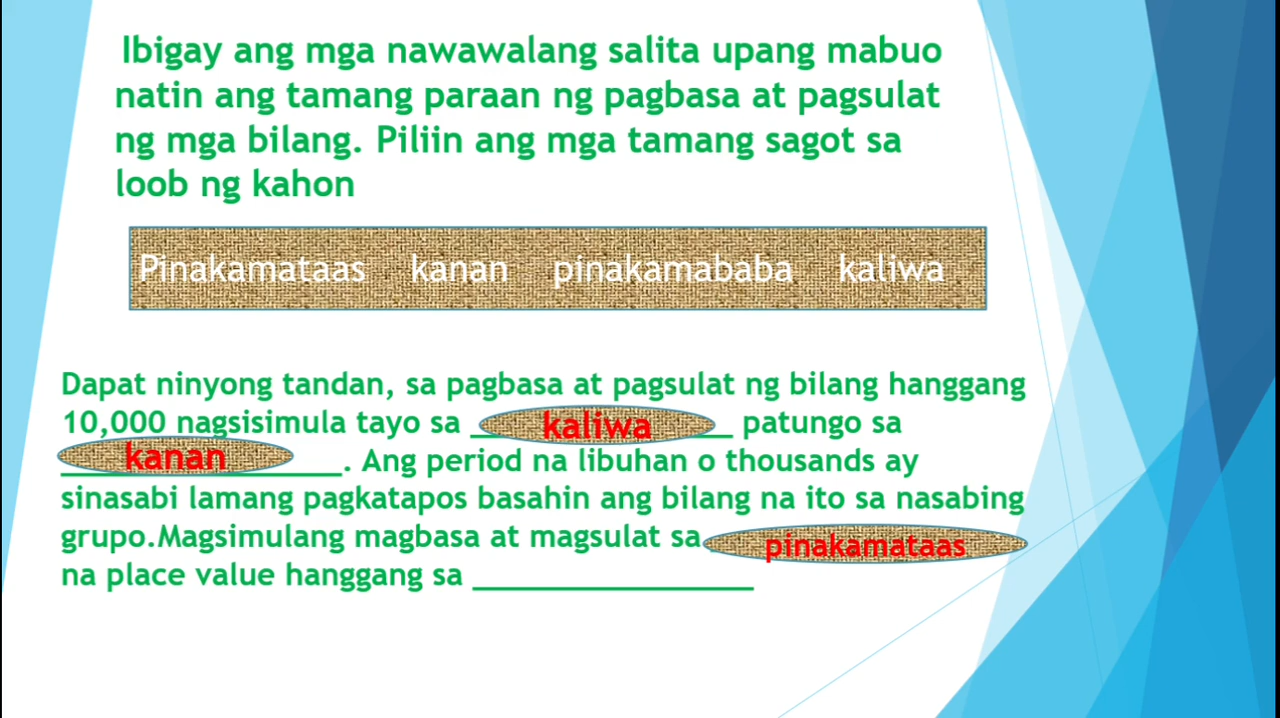 Ibigay ang mga nawawalang salita upang mabuo
natin ang tamang paraan ng pagbasa at pagsulat
ng mga bilang. Piliin ang mga tamang sagot sa
loob ng kahon
Pinakamataas kanan pinakamababa kaliwa
Dapat ninyong tandan, sa pagbasa at pagsulat ng bilang hanggang
10,000 nagsisimula tayo sa _ kaliwa _ patungo sa
kanan ___. Ang period na libuhan o thousands ay
sinasabi lamang pagkatapos basahin ang bilang na ito sa nasabing
grupo.Magsimulang magbasa at magsulat sa pinakamataas
na place value hanggang sa _________________